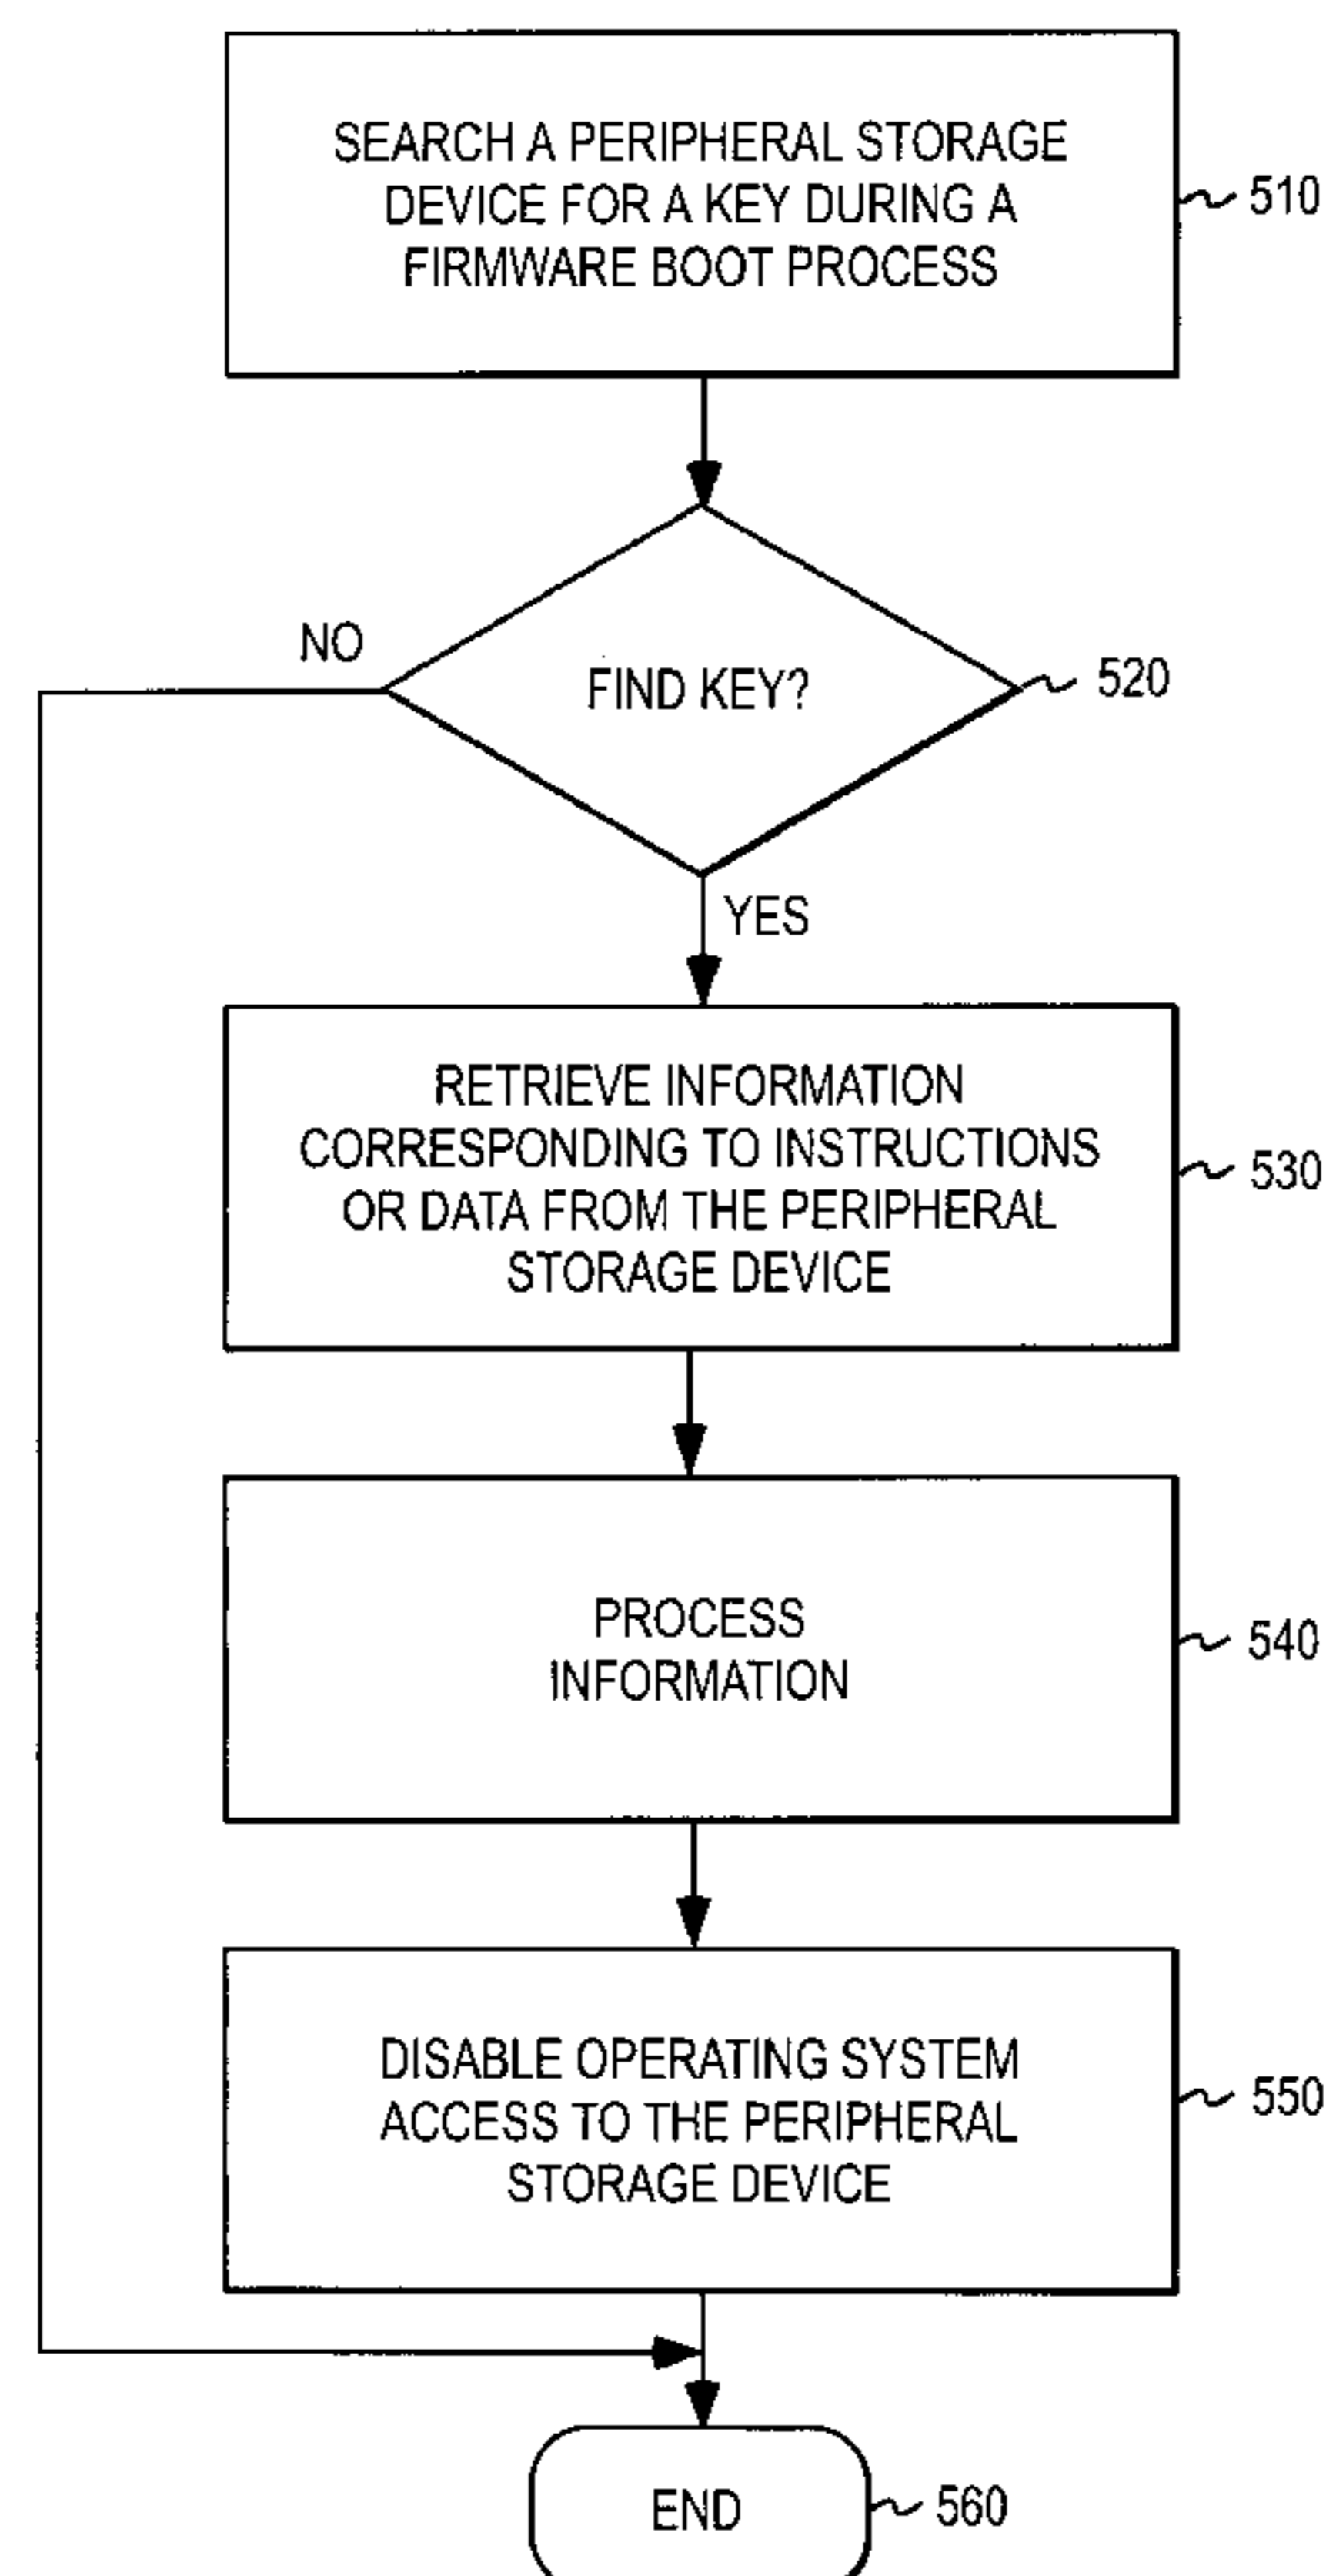 SEARCH A PERIPHERAL STORAGE
DEVICE FOR A KEY DURING A
FIRMWARE BOOT PROCESS
510
NO
FIND KEY?
520
YES
RETRIEVE INFORMATION
CORRESPONDING TO INSTRUCTIONS
OR DATA FROM THE PERIPHERAL
STORAGE DEVICE
530
PROCESS
INFORMATION
540
DISABLE OPERATING SYSTEM
ACCESS TO THE PERIPHERAL
STORAGE DEVICE
550
END
560